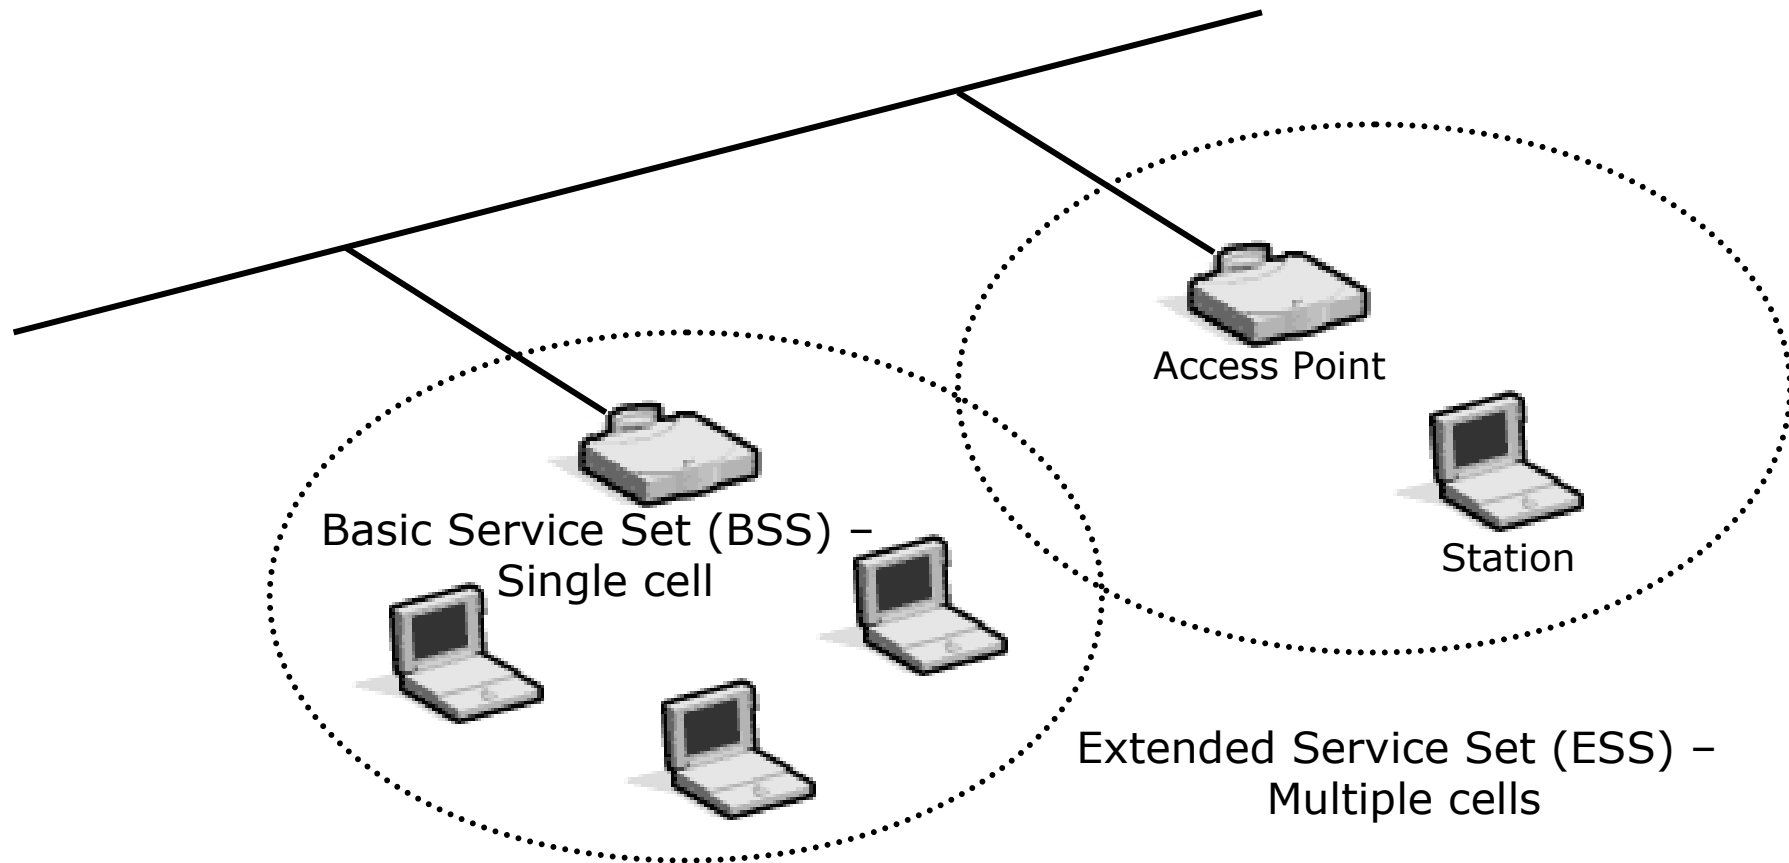 Access Point
Basic Service Set (BSS) –
Single cell
Station
Extended Service Set (ESS) –
Multiple cells